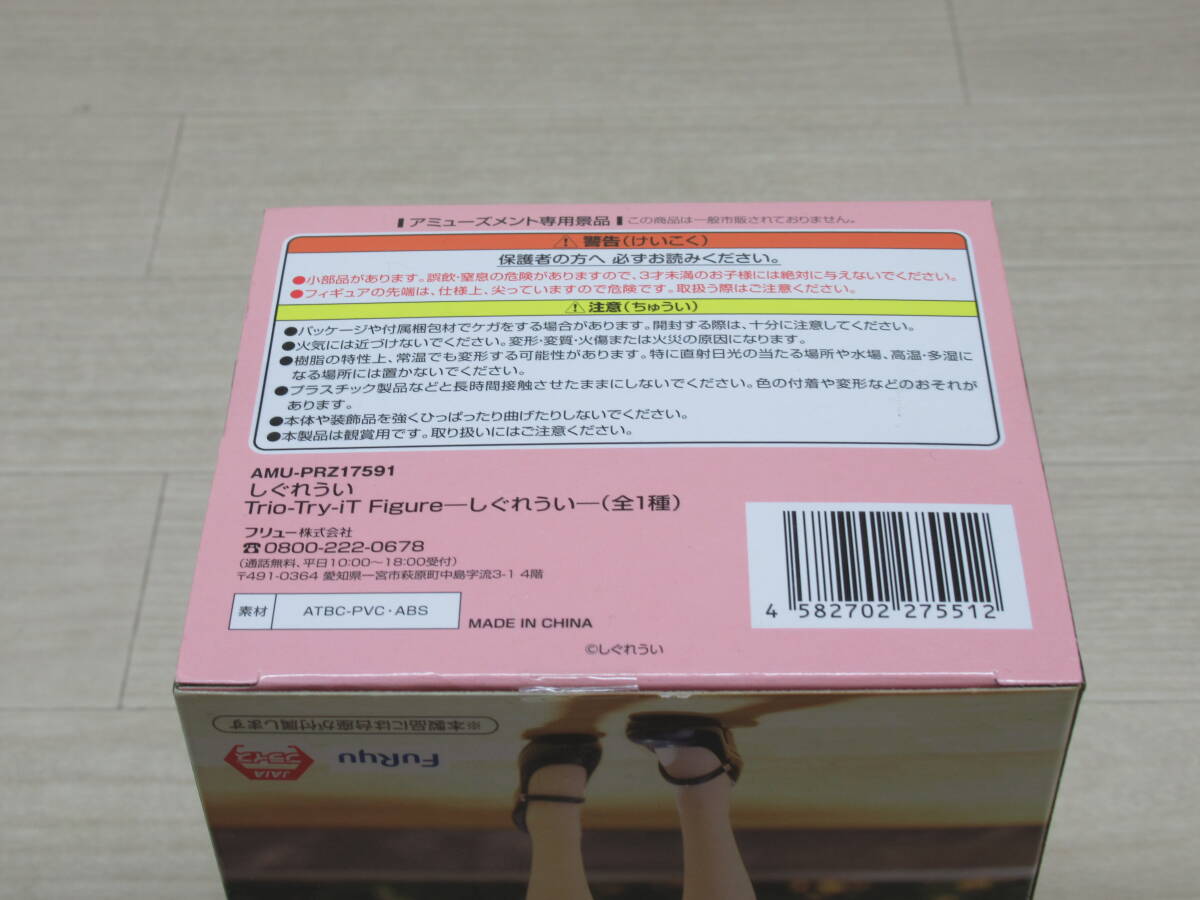 アミューズメント専用景品 この商品は一般市販されておりません。
⚠ 警告(けいこく)
保護者の方へ 必ずお読みください。
●小部品があります。誤飲・窒息の危険がありますので、3才未満のお子様には絶対に与えないでください。
●フィギュアの先端は、仕様上、尖っていますので危険です。取扱う際はご注意ください。
⚠ 注意(ちゅうい)
●パッケージや付属梱包材でケガをする場合があります。開封する際は、十分に注意してください。
●火気には近づけないでください。変形・変質・火傷または火災の原因になります。
●樹脂の特性上、常温でも変形する可能性があります。特に直射日光の当たる場所や水場、高温・多湿に
なる場所には置かないでください。
●プラスチック製品などと長時間接触させたままにしないでください。色の付着や変形などのおそれが
あります。
●本体や装飾品を強くひっぱったり曲げたりしないでください。
●本製品は観賞用です。取り扱いにはご注意ください。
AMU-PRZ17591
しぐれうい
Trio-Try-iT Figure―しぐれうい―(全1種)
フリュー株式会社
☎0800-222-0678
(通話無料、平日10:00~18:00受付)
〒491-0364 愛知県一宮市萩原町中島字流3-1 4階
素材 ATBC-PVC・ABS
MADE IN CHINA
4 582702 275512
©しぐれうい
※本製品には台座が付属します
FuRyu
JAIA
プライズ